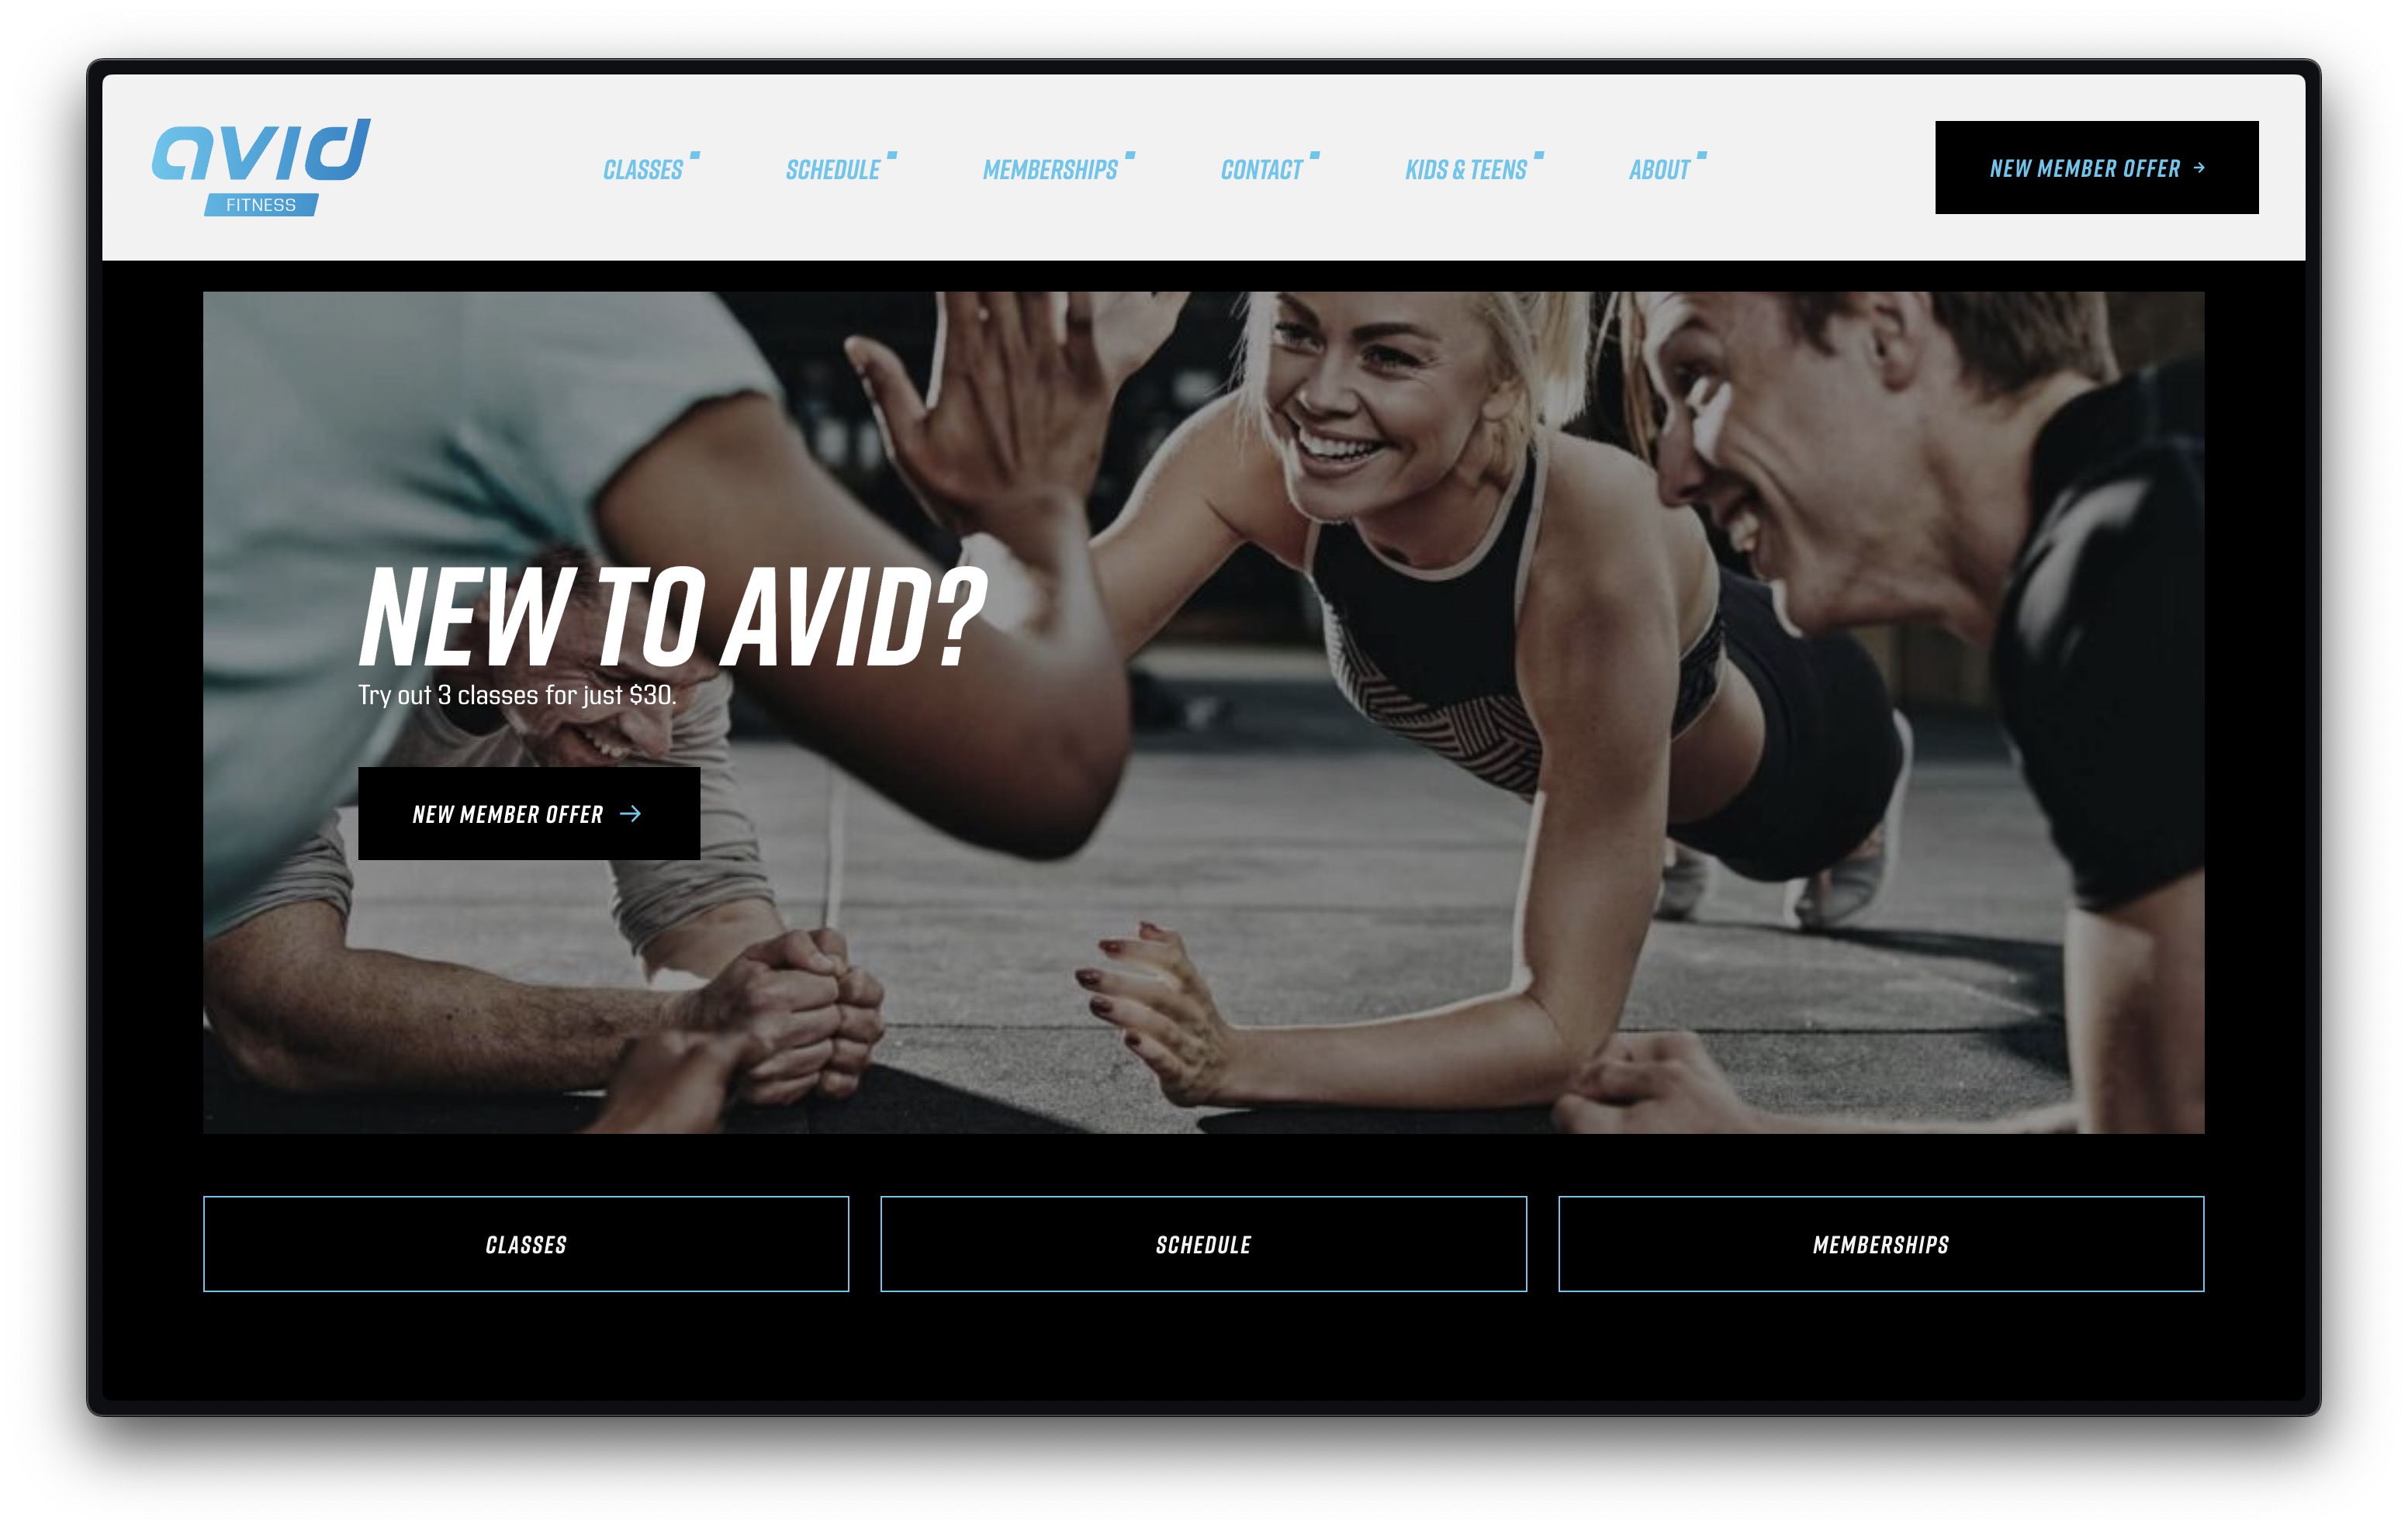 avid
FITNESS
CLASSES SCHEDULE MEMBERSHIPS CONTACT KIDS & TEENS ABOUT
NEW MEMBER OFFER →
NEW TO AVID?
Try out 3 classes for just $30.
NEW MEMBER OFFER →
CLASSES
SCHEDULE
MEMBERSHIPS